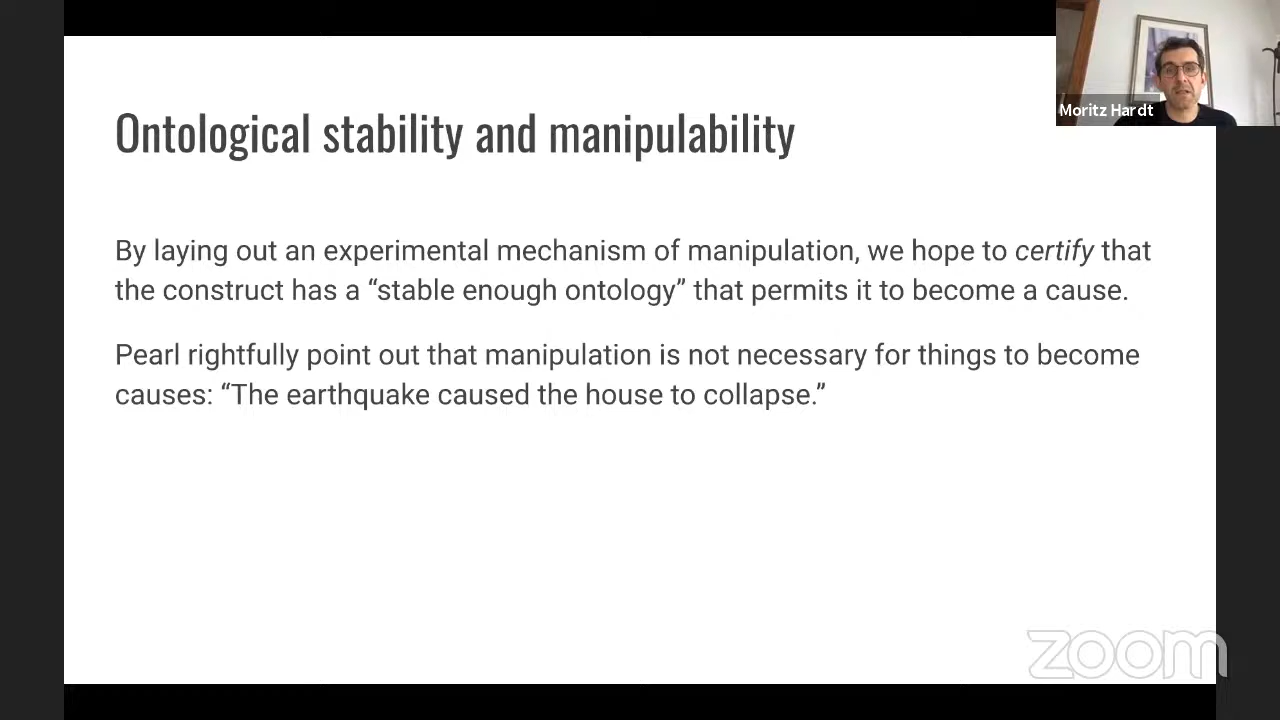 Moritz Hardt
Ontological stability and manipulability
By laying out an experimental mechanism of manipulation, we hope to certify that
the construct has a “stable enough ontology” that permits it to become a cause.
Pearl rightfully point out that manipulation is not necessary for things to become
causes: “The earthquake caused the house to collapse.”
zoom